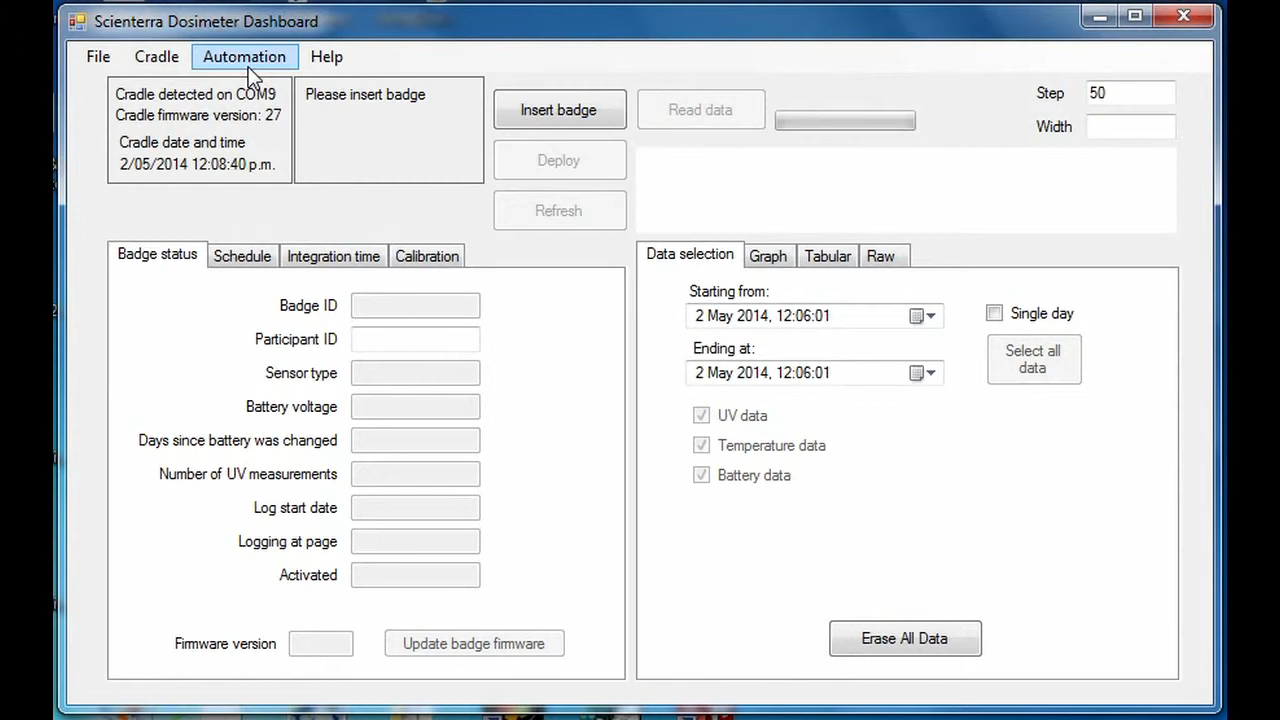 Scienterra Dosimeter Dashboard
File Cradle Automation Help
Cradle detected on COM9
Cradle firmware version: 27
Cradle date and time
2/05/2014 12:08:40 p.m.
Please insert badge
Insert badge
Deploy
Refresh
Read data
Step 50
Width
Badge status Schedule Integration time Calibration
Badge ID
Participant ID
Sensor type
Battery voltage
Days since battery was changed
Number of UV measurements
Log start date
Logging at page
Activated
Firmware version Update badge firmware
Data selection Graph Tabular Raw
Starting from:
2 May 2014, 12:06:01
Ending at:
2 May 2014, 12:06:01
Single day
Select all
data
UV data
Temperature data
Battery data
Erase All Data